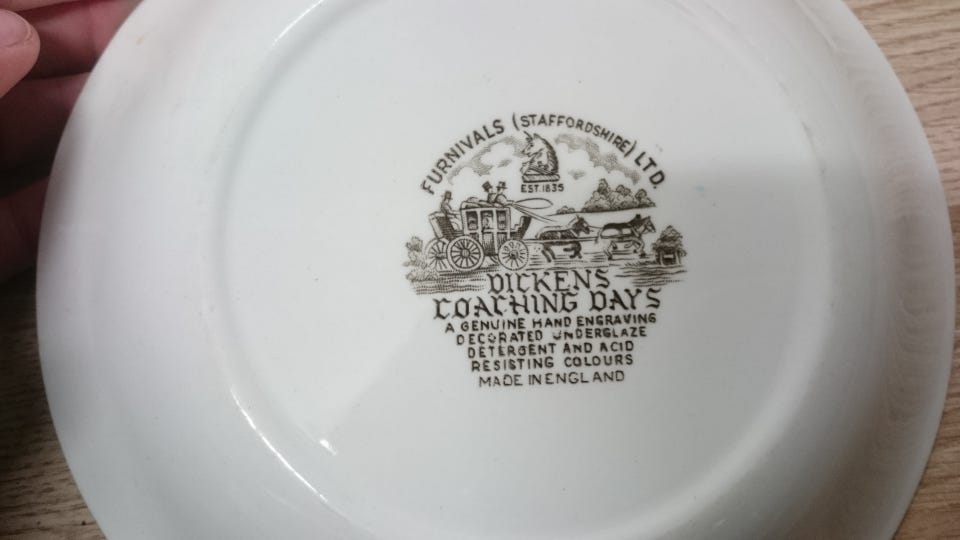 FURNIVALS (STAFFORDSHIRE) LTD.
EST. 1835
DICKENS
COACHING DAYS
A GENUINE HAND ENGRAVING
DECORATED UNDERGLAZE
DETERGENT AND ACID
RESISTING COLOURS
MADE IN ENGLAND